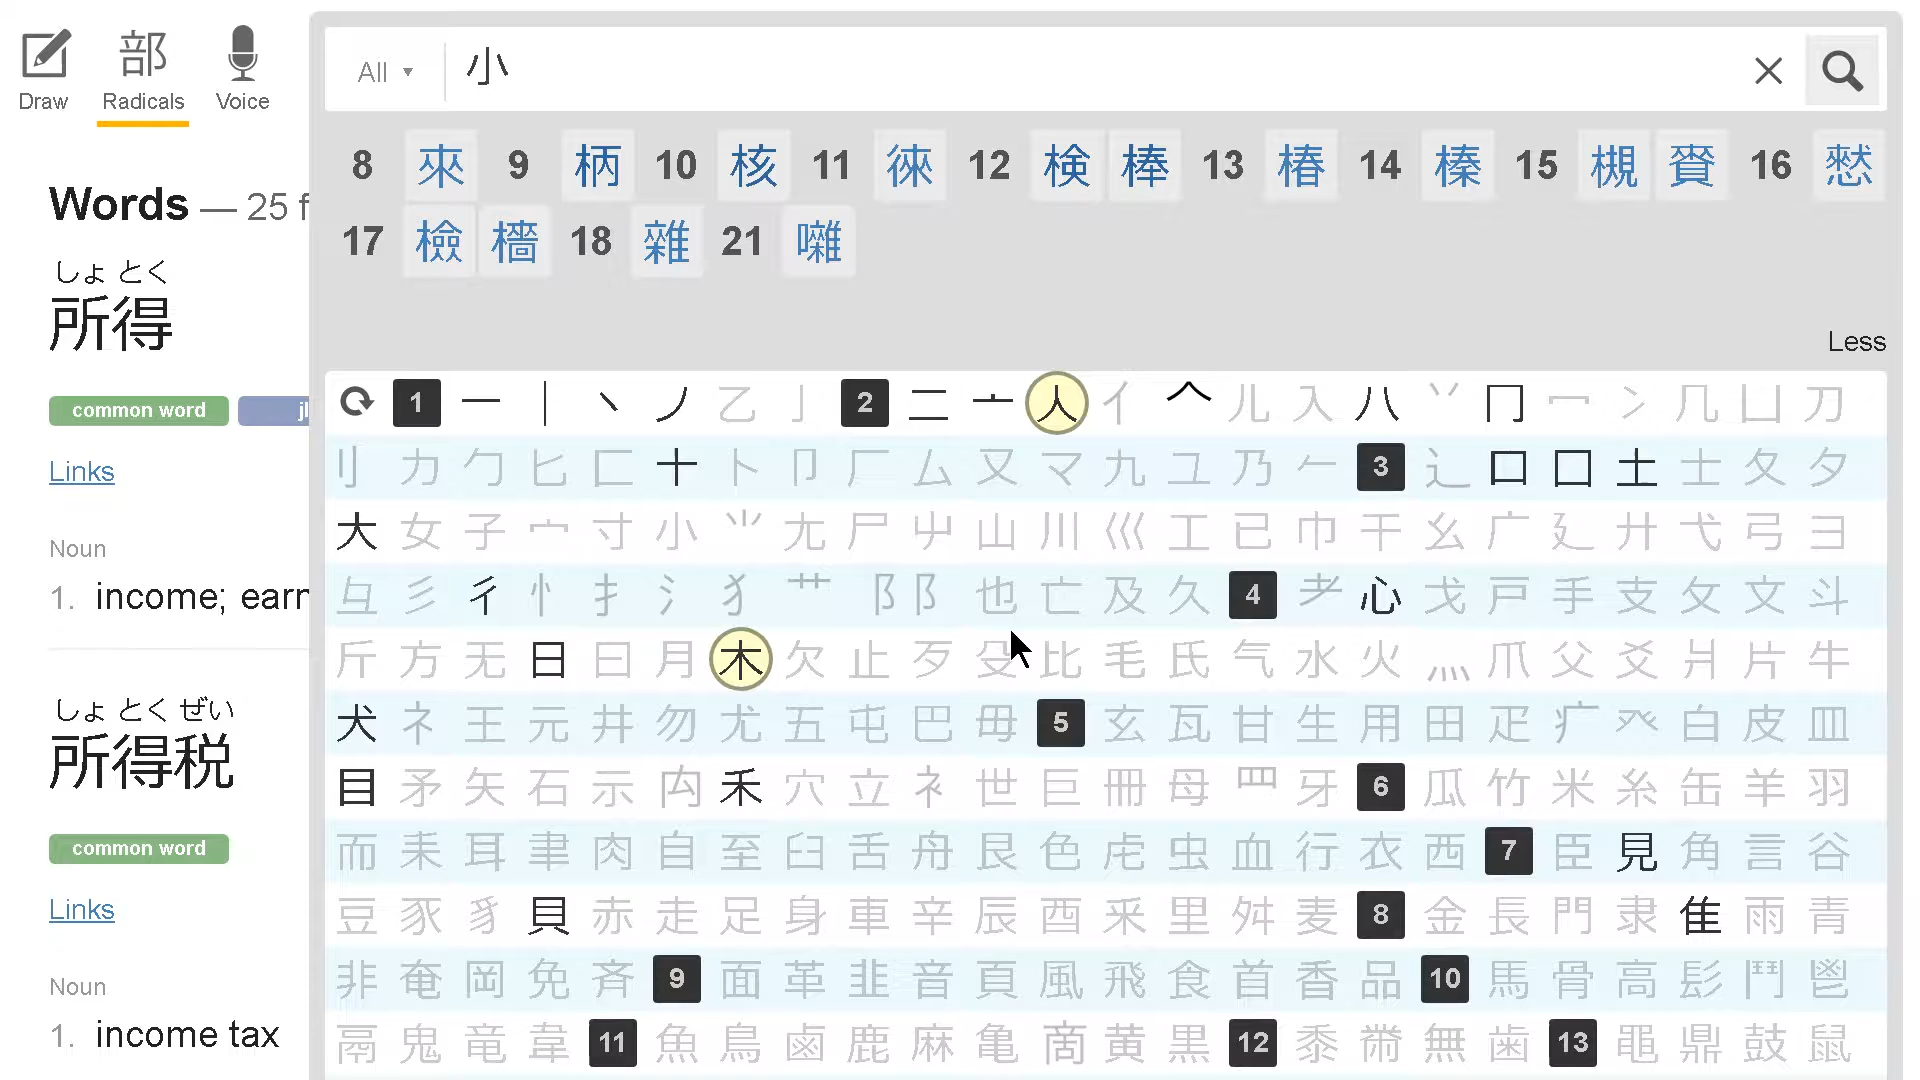 Draw
部
Radicals
Voice
All
小
Words — 25 f
しょ とく
所得
common word
Links
Noun
1. income; earn
しょ とく ぜい
所得税
common word
Links
Noun
1. income tax
8 來 9 柄 10 核 11 徠 12 検 棒 13 椿 14 榛 15 槻 賚 16 憖
17 檢 檣 18 雜 21 囃
Less
1 一 ｜ 丶 ノ 乙 亅 2 二 亠 人 亻 𠆢 儿 入 八 丷 冂 冖 冫 几 凵 刀
刂 力 勹 匕 匚 十 卜 卩 厂 厶 又 マ 九 ユ 乃 𠂉 3 辶 口 囗 土 士 夂 夕
大 女 子 宀 寸 小 ⺌ 尢 尸 屮 山 川 巛 工 已 巾 干 幺 广 廴 廾 弋 弓 ヨ
彑 彡 彳 忄 扌 氵 犭 艹 阝 阝 也 亡 及 久 4 耂 心 戈 戸 手 支 攵 文 斗
斤 方 无 日 曰 月 木 欠 止 歹 殳 比 毛 氏 气 水 火 灬 爪 父 爻 爿 片 牛
犬 礻 王 元 井 勿 尤 五 屯 巴 毋 5 玄 瓦 甘 生 用 田 疋 疒 癶 白 皮 皿
目 矛 矢 石 示 禸 禾 穴 立 衤 世 巨 冊 母 罒 牙 6 瓜 竹 米 糸 缶 羊 羽
而 耒 耳 聿 肉 自 至 臼 舌 舟 艮 色 虍 虫 血 行 衣 西 7 臣 見 角 言 谷
豆 豕 豸 貝 赤 走 足 身 車 辛 辰 酉 釆 里 舛 麦 8 金 長 門 隶 隹 雨 青
非 奄 岡 免 斉 9 面 革 韭 音 頁 風 飛 食 首 香 品 10 馬 骨 高 髟 鬥 鬯
鬲 鬼 竜 韋 11 魚 鳥 鹵 鹿 麻 亀 啇 黄 黒 12 黍 黹 無 歯 13 黽 鼎 鼓 鼠